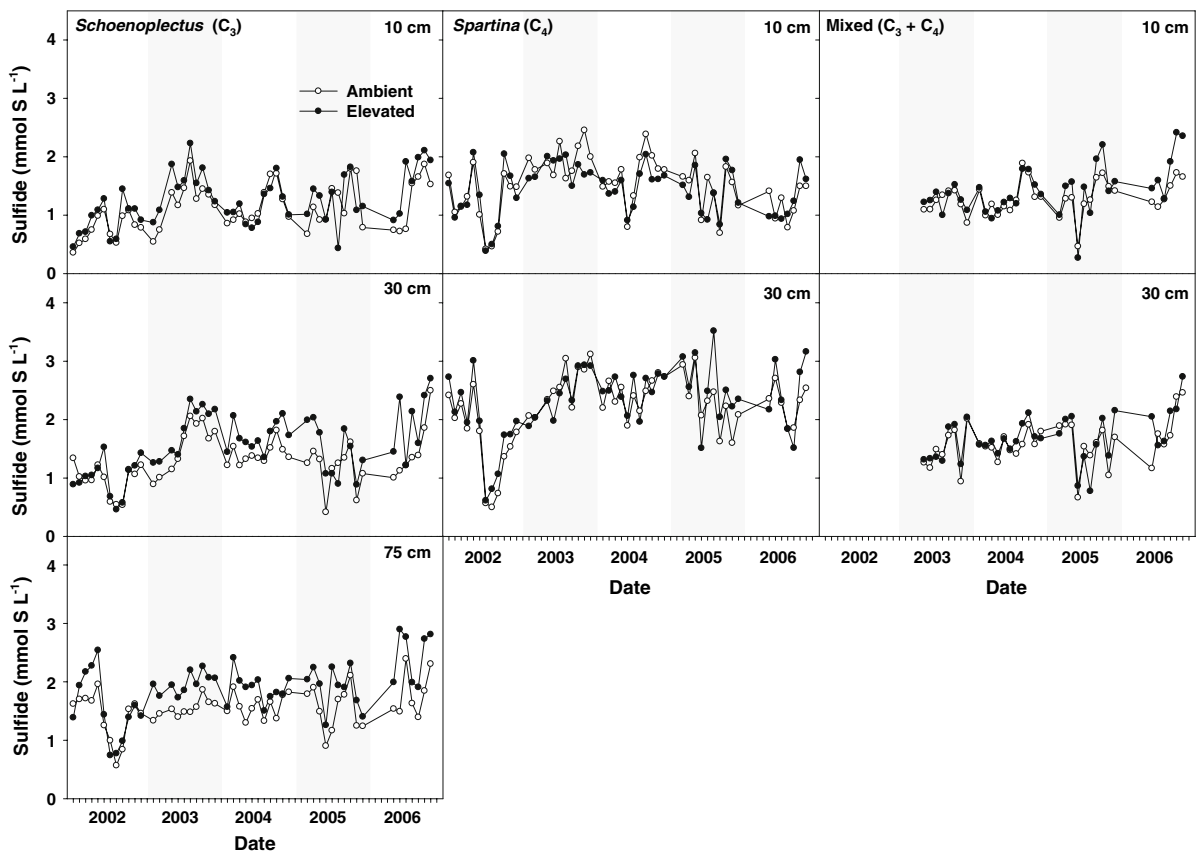 Schoenoplectus (C3) 10 cm
Spartina (C4) 10 cm
Mixed (C3 + C4) 10 cm
Ambient
Elevated
Sulfide (mmol S L-1)
4
3
2
1
0
30 cm
30 cm
30 cm
Sulfide (mmol S L-1)
4
3
2
1
0
2002 2003 2004 2005 2006
Date
2002 2003 2004 2005 2006
Date
75 cm
Sulfide (mmol S L-1)
4
3
2
1
0
2002 2003 2004 2005 2006
Date